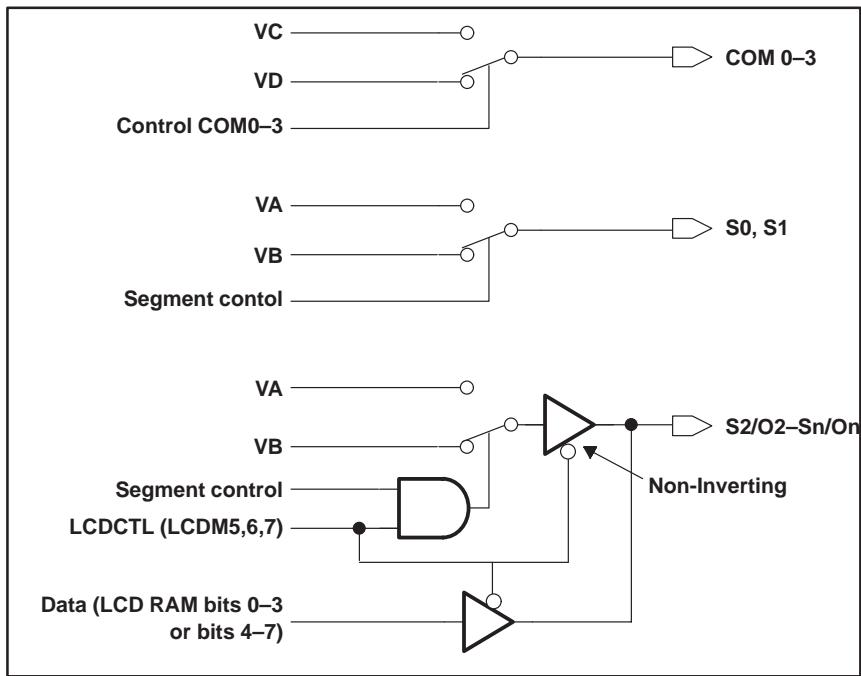 VC
COM 0–3
VD
Control COM0–3
VA
S0, S1
VB
Segment contol
VA
S2/O2–Sn/On
VB
Non-Inverting
Segment control
LCDCTL (LCDM5,6,7)
Data (LCD RAM bits 0–3
or bits 4–7)